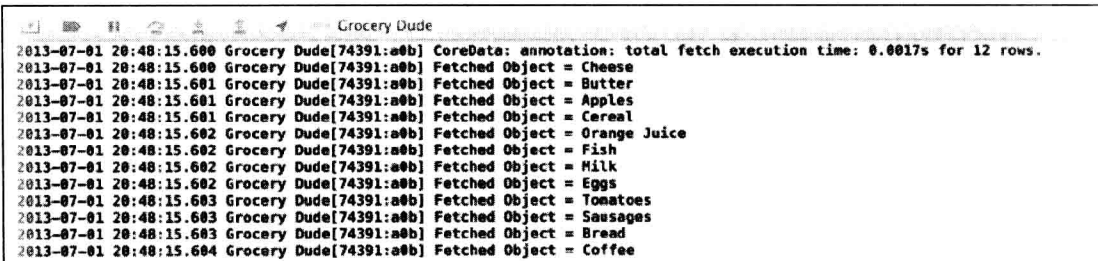 Grocery Dude
2013-07-01 20:48:15.600 Grocery Dude[74391:a0b] CoreData: annotation: total fetch execution time: 0.0017s for 12 rows.
2013-07-01 20:48:15.600 Grocery Dude[74391:a0b] Fetched Object = Cheese
2013-07-01 20:48:15.601 Grocery Dude[74391:a0b] Fetched Object = Butter
2013-07-01 20:48:15.601 Grocery Dude[74391:a0b] Fetched Object = Apples
2013-07-01 20:48:15.601 Grocery Dude[74391:a0b] Fetched Object = Cereal
2013-07-01 20:48:15.602 Grocery Dude[74391:a0b] Fetched Object = Orange Juice
2013-07-01 20:48:15.602 Grocery Dude[74391:a0b] Fetched Object = Fish
2013-07-01 20:48:15.602 Grocery Dude[74391:a0b] Fetched Object = Milk
2013-07-01 20:48:15.602 Grocery Dude[74391:a0b] Fetched Object = Eggs
2013-07-01 20:48:15.603 Grocery Dude[74391:a0b] Fetched Object = Tomatoes
2013-07-01 20:48:15.603 Grocery Dude[74391:a0b] Fetched Object = Sausages
2013-07-01 20:48:15.603 Grocery Dude[74391:a0b] Fetched Object = Bread
2013-07-01 20:48:15.604 Grocery Dude[74391:a0b] Fetched Object = Coffee